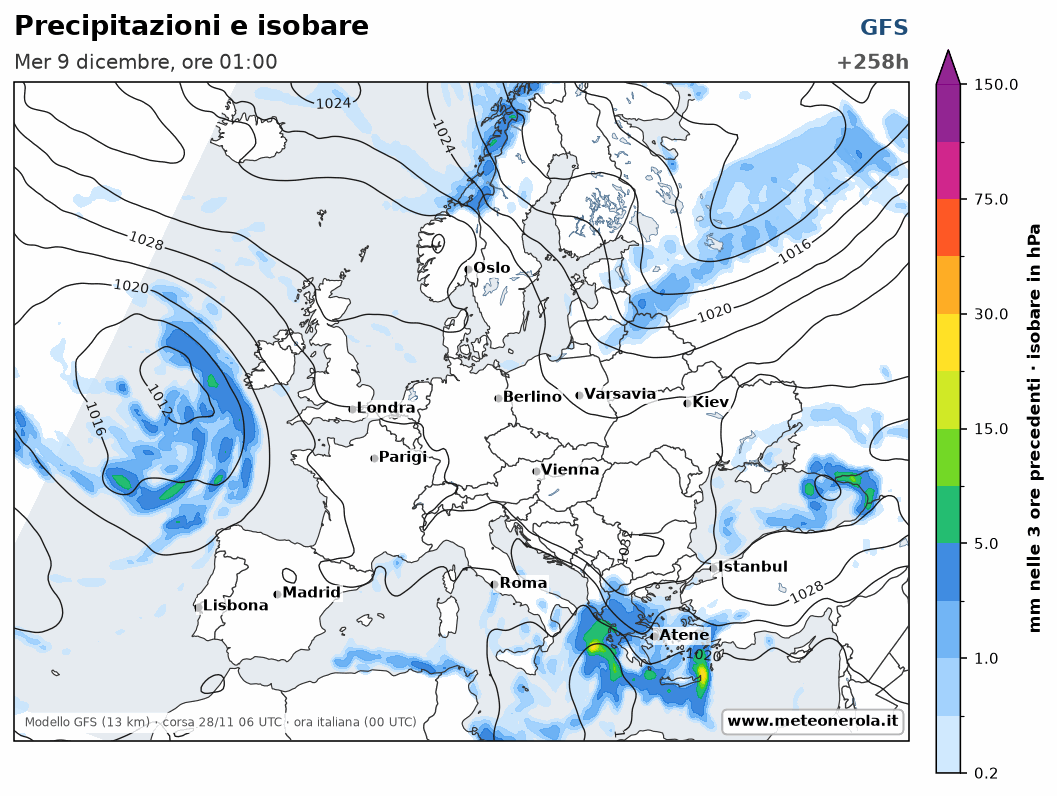 Precipitazioni e isobare
GFS
Mer 9 dicembre, ore 01:00
+258h
1024
1024
1028
1020
1016
1012
1016
1020
Oslo
Londra
Berlino
Varsavia
Kiev
Parigi
Vienna
1032
Istanbul
1028
Roma
Madrid
Lisbona
Atene
1020
Modello GFS (13 km) · corsa 28/11 06 UTC · ora italiana (00 UTC)
www.meteonerola.it
150.0
75.0
30.0
15.0
5.0
1.0
0.2
mm nelle 3 ore precedenti · isobare in hPa